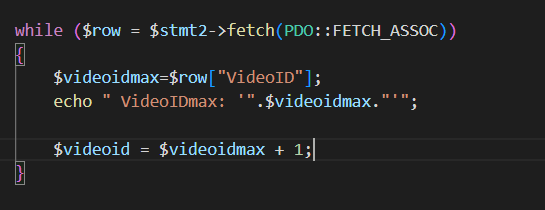 while ($row = $stmt2->fetch(PDO::FETCH_ASSOC))
{
$videoidmax=$row["VideoID"];
echo " VideoIDmax: '".$videoidmax."'";
$videoid = $videoidmax + 1;
}